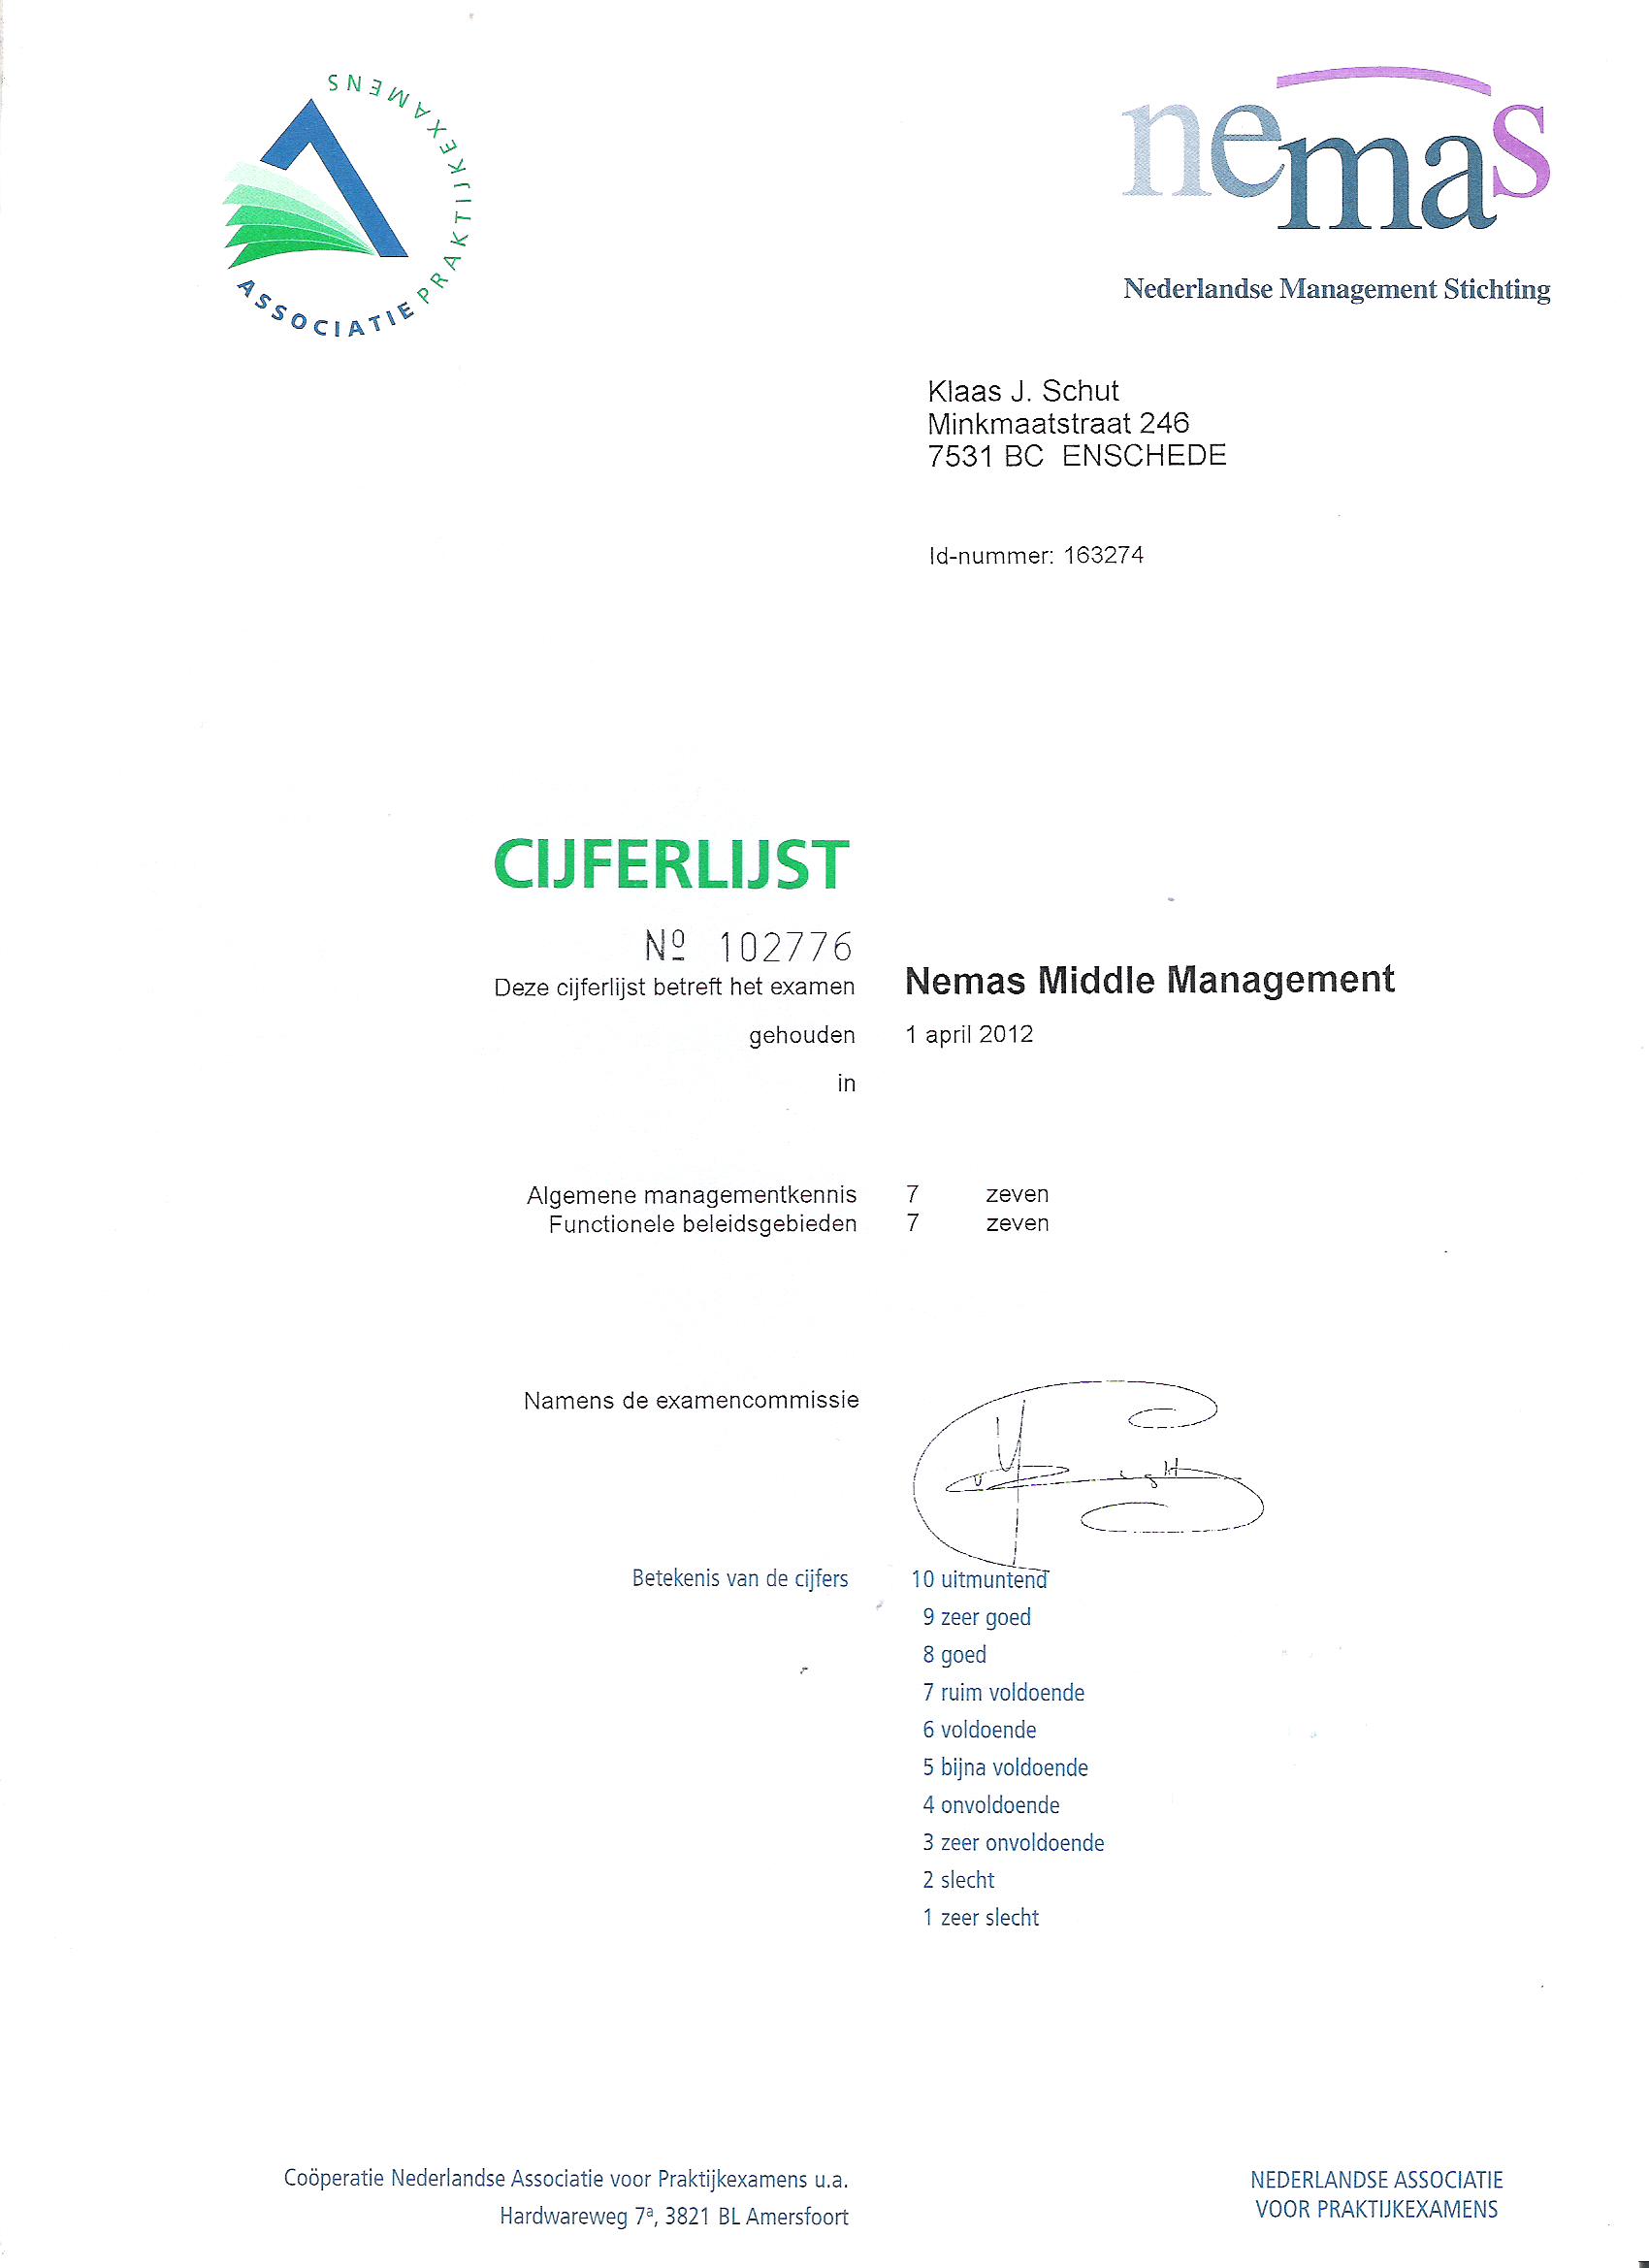 ASSOCIATIE PRAKTIJKEXAMENS
nemas
Nederlandse Management Stichting
Klaas J. Schut
Minkmaatstraat 246
7531 BC ENSCHEDE
Id-nummer: 163274
CIJFERLIJST
Nº 102776
Deze cijferlijst betreft het examen Nemas Middle Management
gehouden 1 april 2012
in
Algemene managementkennis 7 zeven
Functionele beleidsgebieden 7 zeven
Namens de examencommissie
Betekenis van de cijfers 10 uitmuntend
9 zeer goed
8 goed
7 ruim voldoende
6 voldoende
5 bijna voldoende
4 onvoldoende
3 zeer onvoldoende
2 slecht
1 zeer slecht
Coöperatie Nederlandse Associatie voor Praktijkexamens u.a.
Hardwareweg 7ª, 3821 BL Amersfoort
NEDERLANDSE ASSOCIATIE
VOOR PRAKTIJKEXAMENS